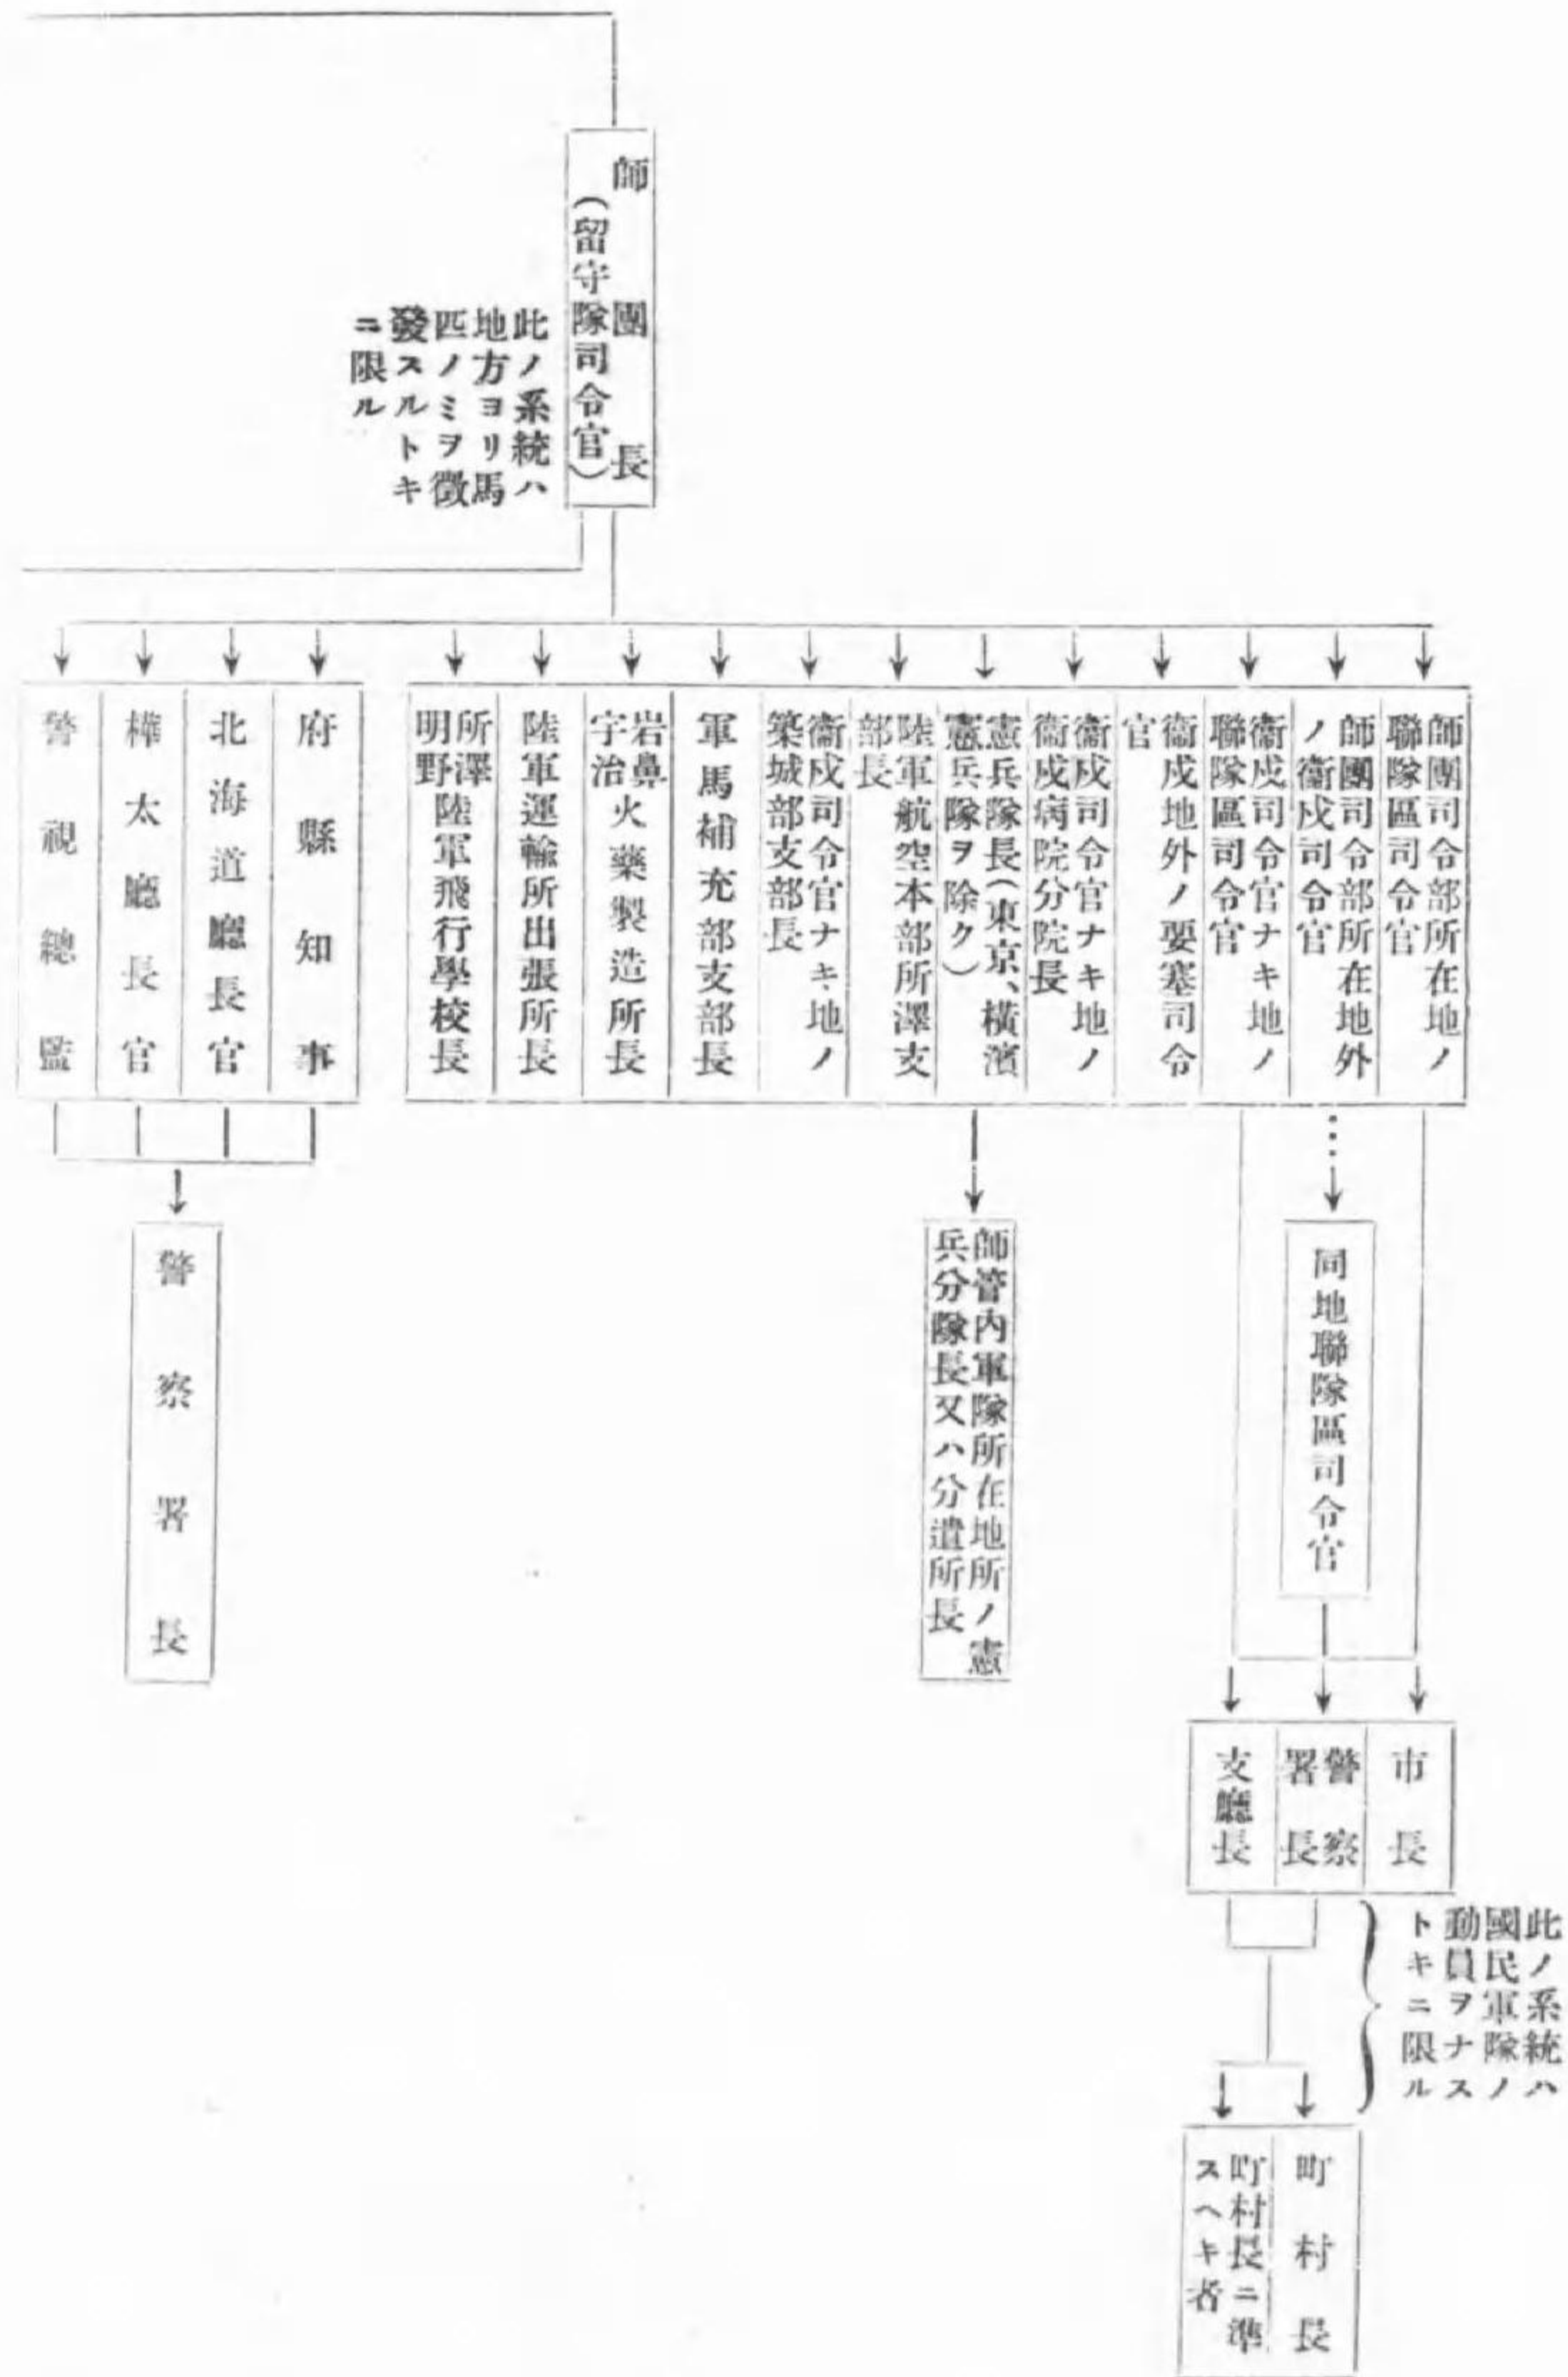 師團長
（留守隊司令官）
此ノ系統ハ
地方ヨリ馬
匹ノミヲ徴
發スルトキ
ニ限ル
師團司令部所在地ノ
聯隊區司令官
師團司令部所在地外
ノ衞戍司令官
衞戍司令官ナキ地ノ
聯隊區司令官
衞戍地外ノ要塞司令
官
衞戍司令官ナキ地ノ
衞戍病院分院長
憲兵隊長（東京、横濱
憲兵隊ヲ除ク）
陸軍航空本部所澤支
部長
衞戍司令官ナキ地ノ
築城部支部長
軍馬補充部支部長
岩鼻
宇治
火藥製造所長
陸軍運輸所出張所長
所澤
明野
陸軍飛行學校長
府縣知事
北海道廳長官
樺太廳長官
警視總監
同地聯隊區司令官
師管内軍隊所在地所ノ憲
兵分隊長又ハ分遣所長
警察署長
市長
警察
署長
支廳長
此ノ系統ハ
國民軍隊ノ
動員ヲナス
トキニ限ル
町村長
町村長ニ準
スヘキ者